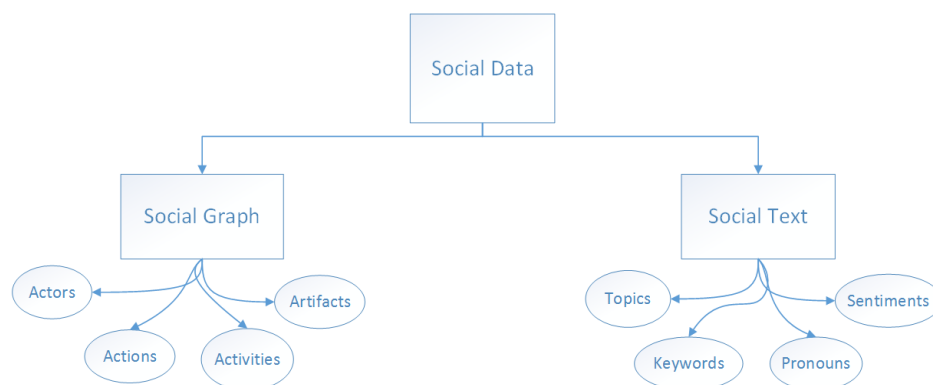 Social Data
Social Graph
Social Text
Actors
Artifacts
Actions
Activities
Topics
Sentiments
Keywords
Pronouns